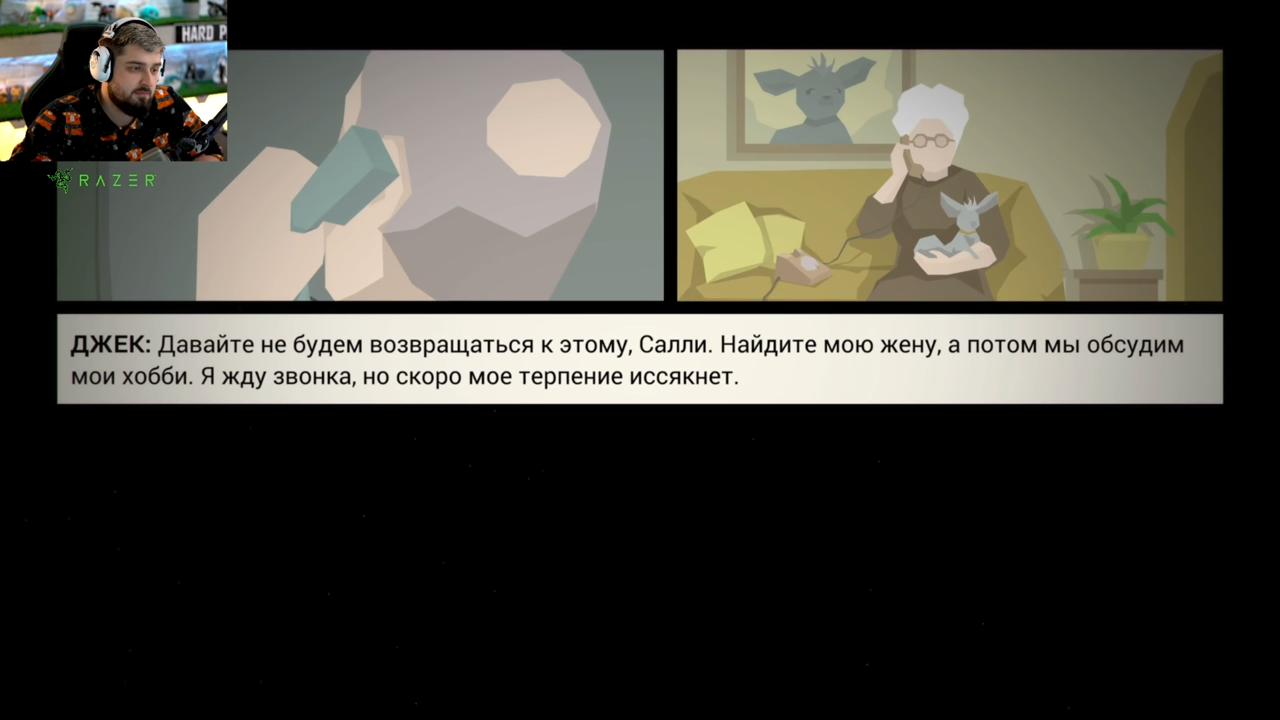 HARD P
RAZER
ДЖЕК: Давайте не будем возвращаться к этому, Салли. Найдите мою жену, а потом мы обсудим
мои хобби. Я жду звонка, но скоро мое терпение иссякнет.